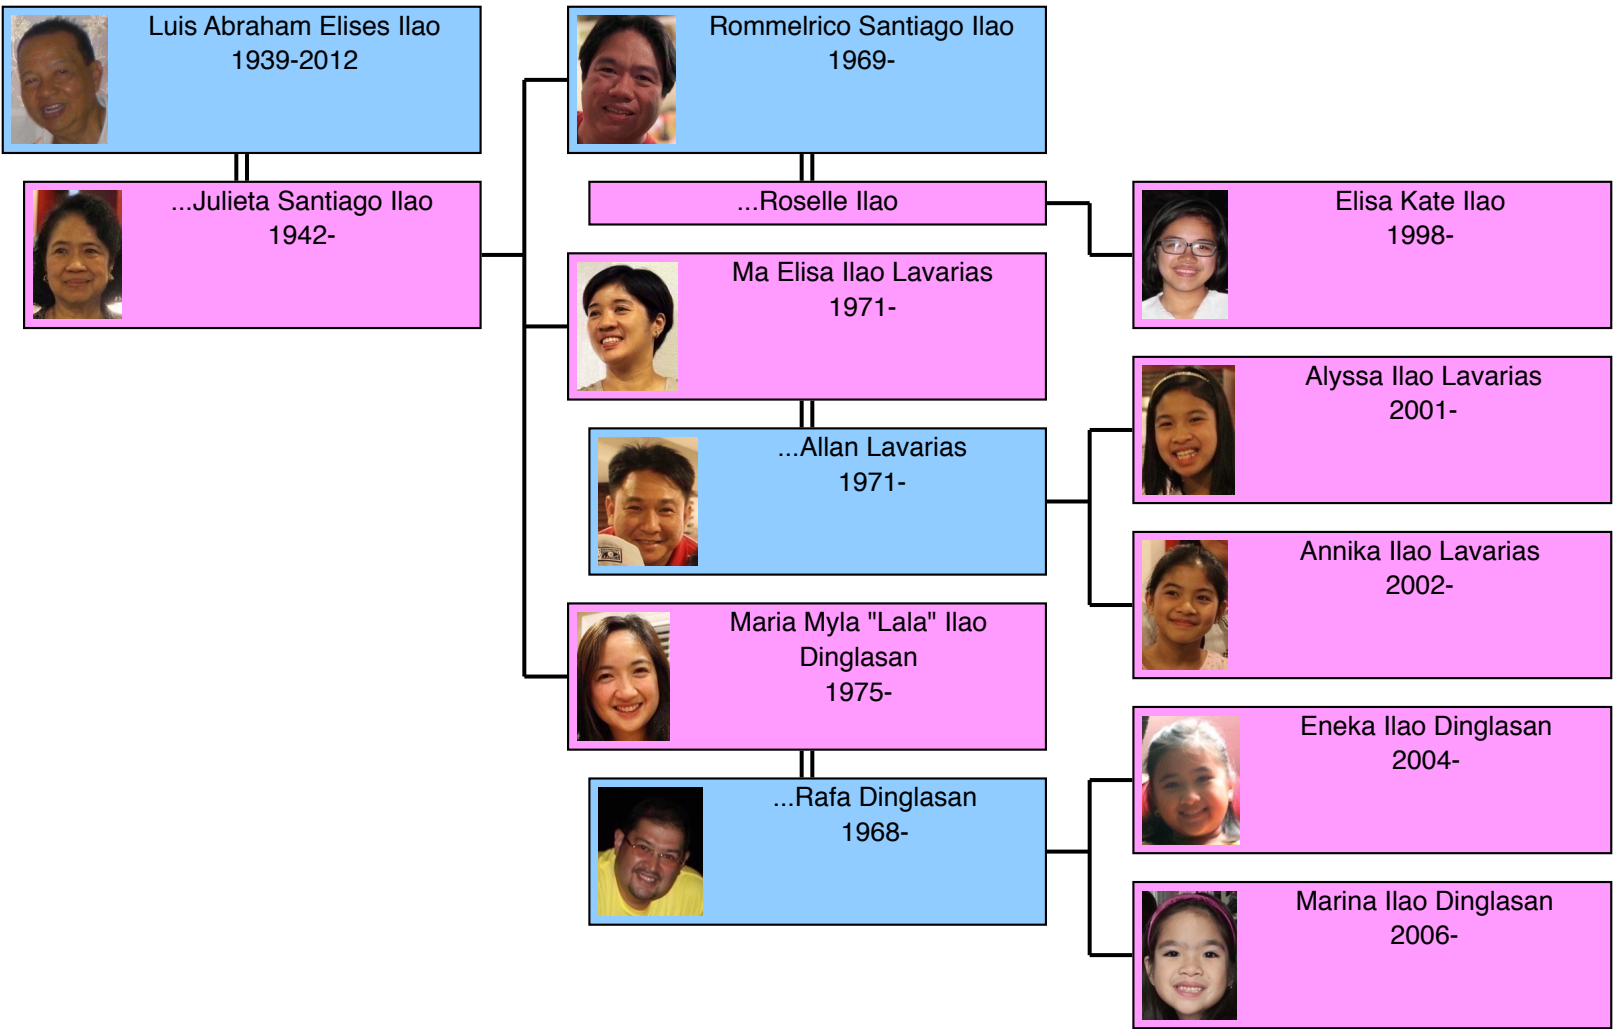 Luis Abraham Elises Ilao
1939-2012
...Julieta Santiago Ilao
1942-
Rommelrico Santiago Ilao
1969-
...Roselle Ilao
Ma Elisa Ilao Lavarias
1971-
...Allan Lavarias
1971-
Maria Myla "Lala" Ilao
Dinglasan
1975-
...Rafa Dinglasan
1968-
Elisa Kate Ilao
1998-
Alyssa Ilao Lavarias
2001-
Annika Ilao Lavarias
2002-
Eneka Ilao Dinglasan
2004-
Marina Ilao Dinglasan
2006-